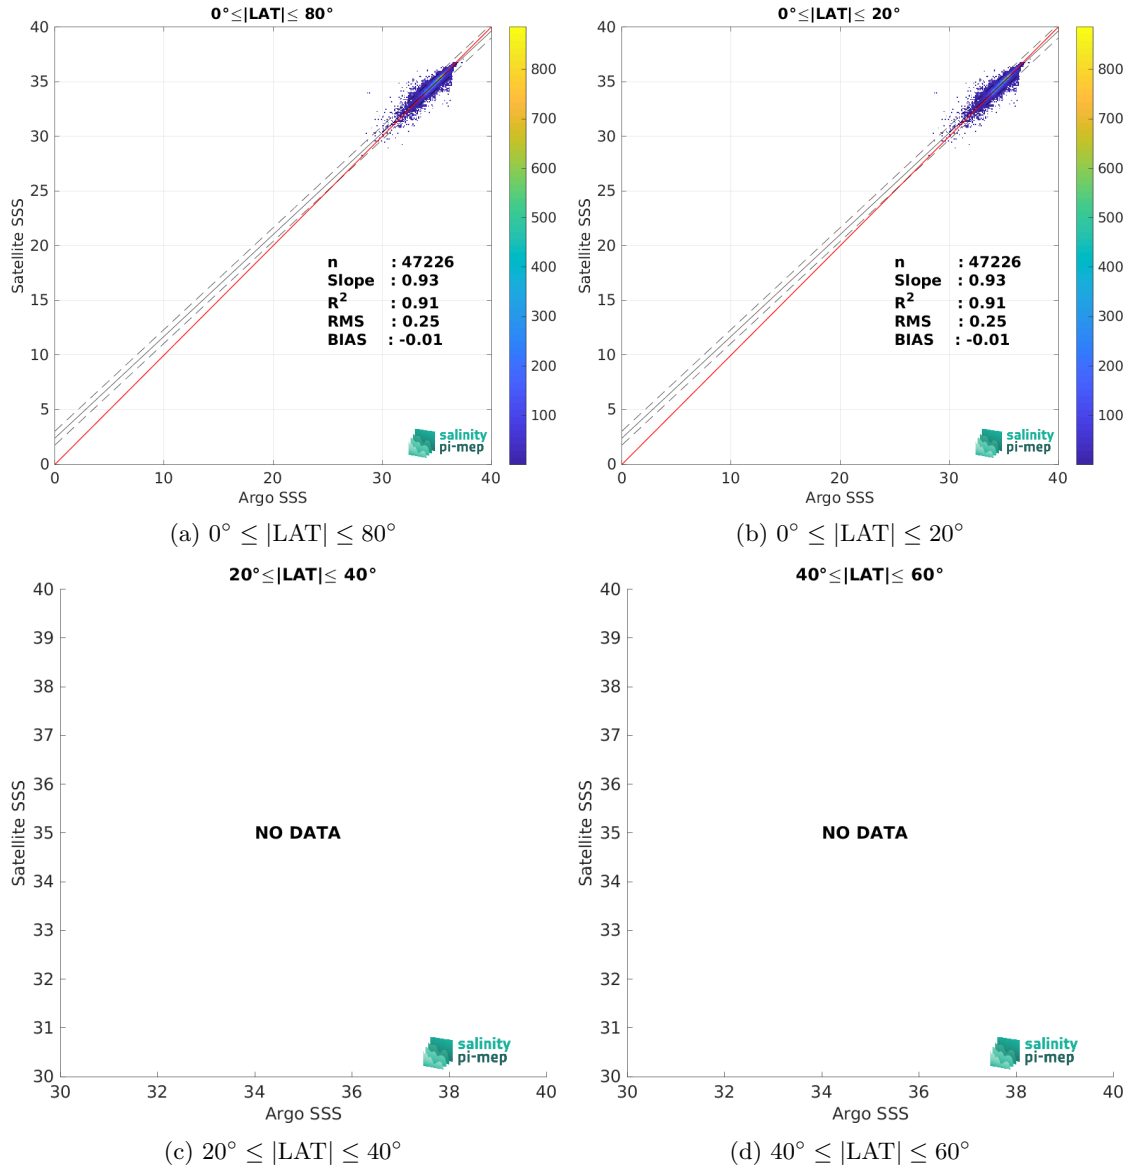 0°≤|LAT|≤ 80°
40
35
30
25
20
15
10
5
0
0
10
20
30
40
Satellite SSS
Argo SSS
n : 47226
Slope : 0.93
R² : 0.91
RMS : 0.25
BIAS : -0.01
salinity
pi-mep
800
700
600
500
400
300
200
100
(a) 0° ≤ |LAT| ≤ 80°
0°≤|LAT|≤ 20°
40
35
30
25
20
15
10
5
0
0
10
20
30
40
Satellite SSS
Argo SSS
n : 47226
Slope : 0.93
R² : 0.91
RMS : 0.25
BIAS : -0.01
salinity
pi-mep
800
700
600
500
400
300
200
100
(b) 0° ≤ |LAT| ≤ 20°
20°≤|LAT|≤ 40°
40
39
38
37
36
35
34
33
32
31
30
30
32
34
36
38
40
Satellite SSS
Argo SSS
NO DATA
salinity
pi-mep
(c) 20° ≤ |LAT| ≤ 40°
40°≤|LAT|≤ 60°
40
39
38
37
36
35
34
33
32
31
30
30
32
34
36
38
40
Satellite SSS
Argo SSS
NO DATA
salinity
pi-mep
(d) 40° ≤ |LAT| ≤ 60°